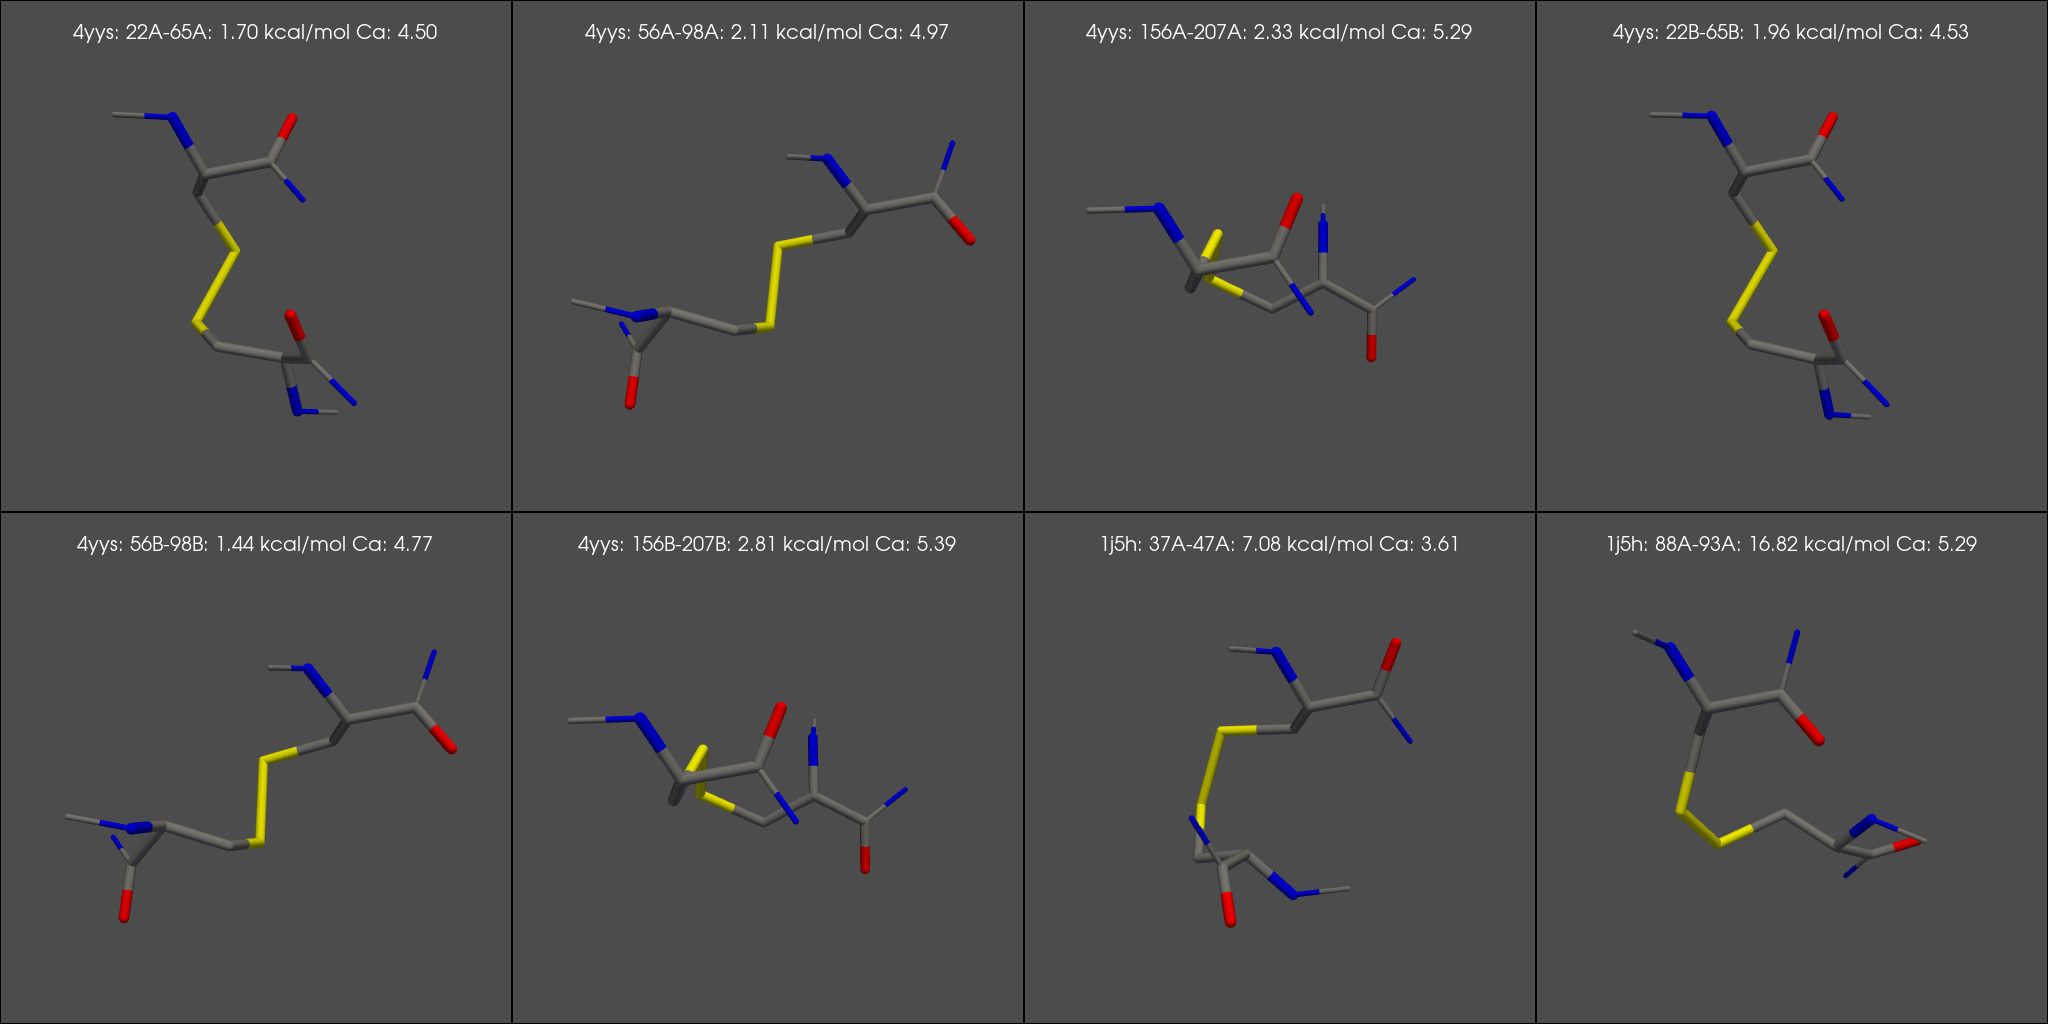 4yys: 22A-65A: 1.70 kcal/mol Ca: 4.50
4yys: 56A-98A: 2.11 kcal/mol Ca: 4.97
4yys: 156A-207A: 2.33 kcal/mol Ca: 5.29
4yys: 22B-65B: 1.96 kcal/mol Ca: 4.53
4yys: 56B-98B: 1.44 kcal/mol Ca: 4.77
4yys: 156B-207B: 2.81 kcal/mol Ca: 5.39
1j5h: 37A-47A: 7.08 kcal/mol Ca: 3.61
1j5h: 88A-93A: 16.82 kcal/mol Ca: 5.29